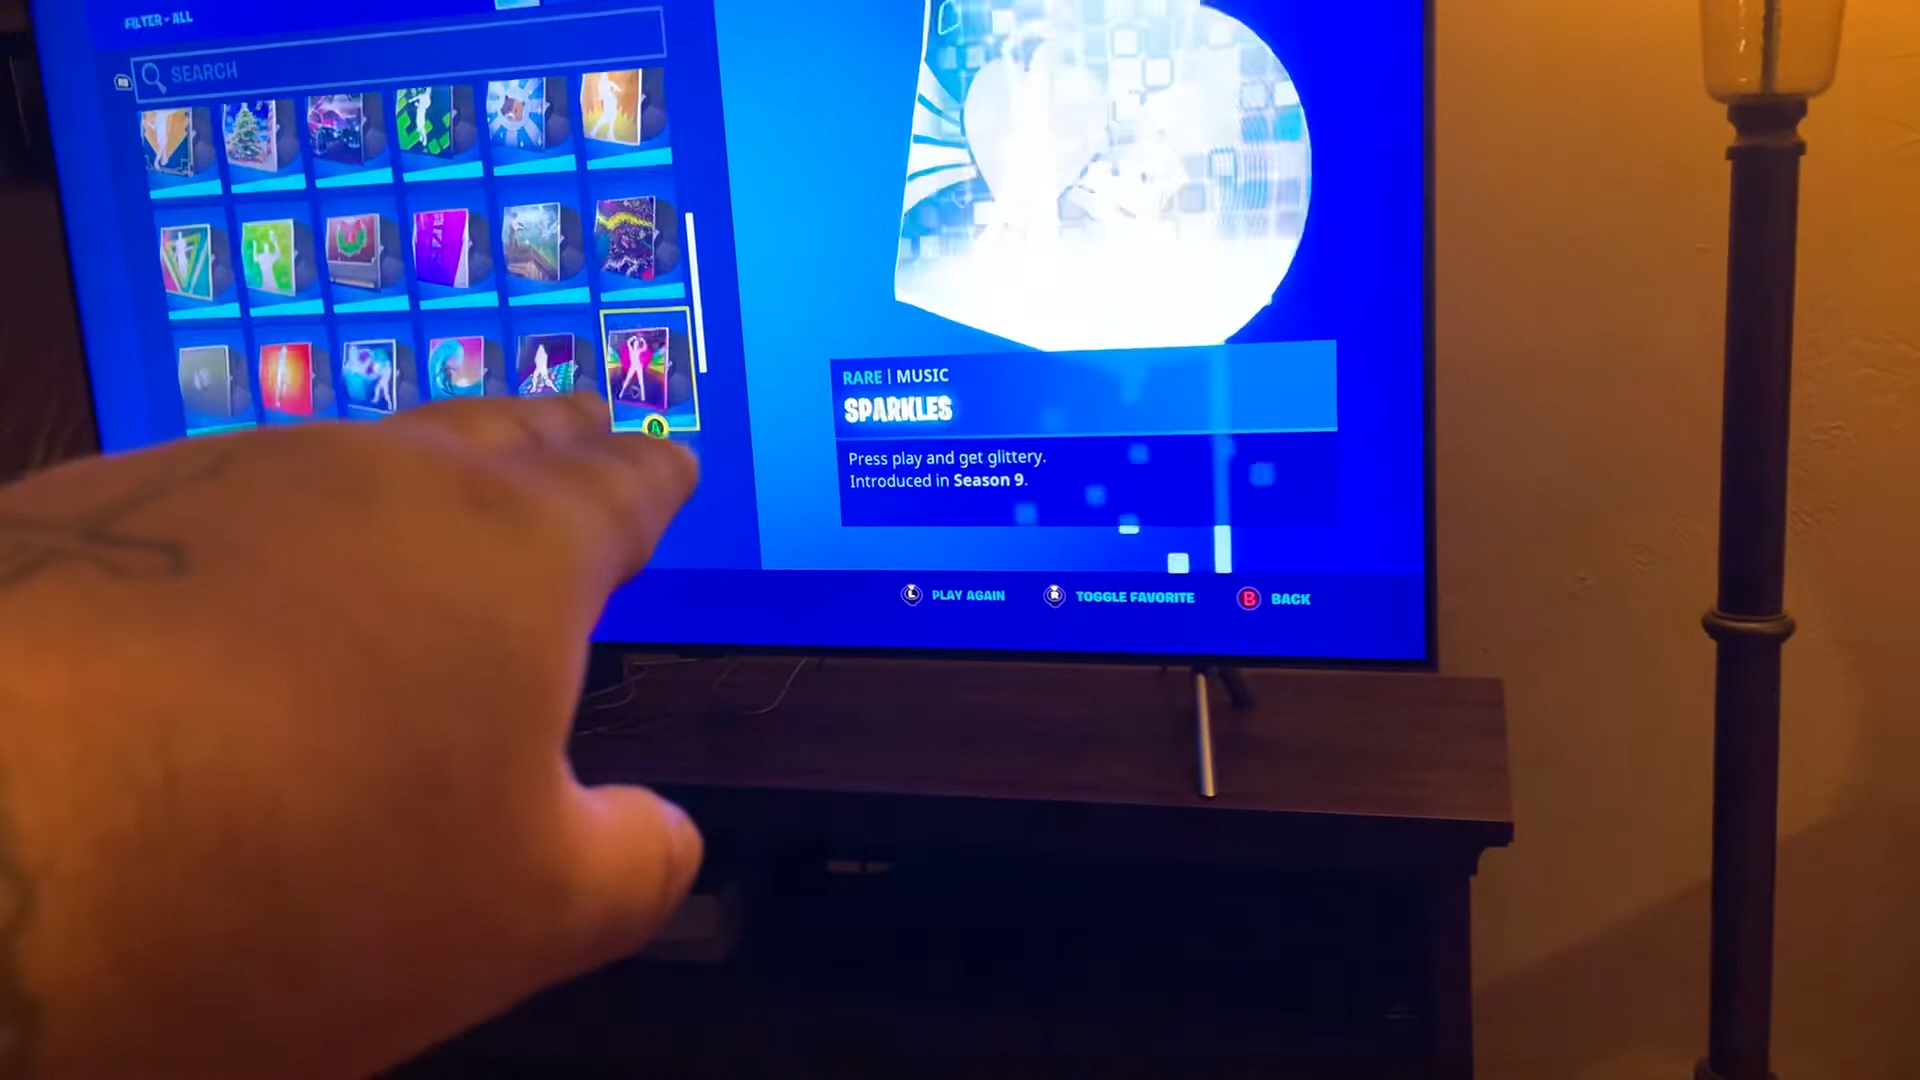 FILTER - ALL
RB
SEARCH
A
RARE | MUSIC
SPARKLES
Press play and get glittery.
Introduced in Season 9.
L PLAY AGAIN
R TOGGLE FAVORITE
B BACK